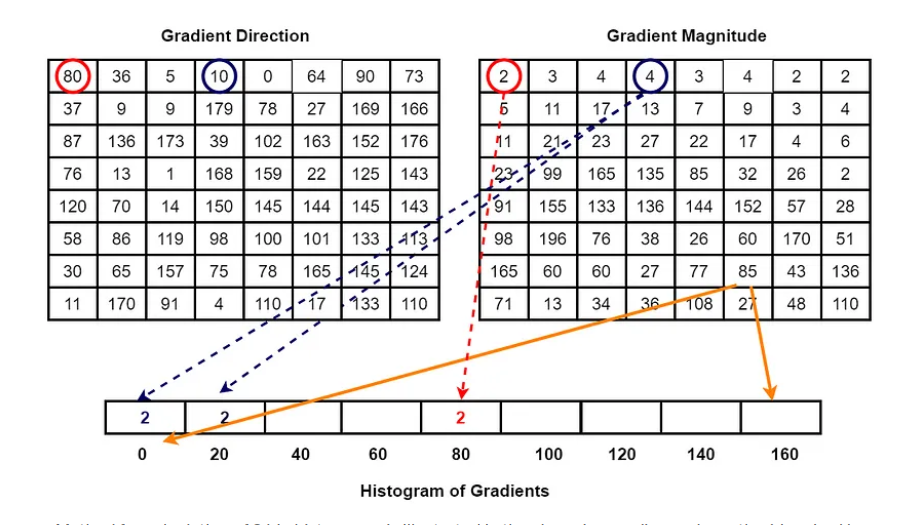 Gradient Direction Gradient Magnitude
80 36 5 10 0 64 90 73 2 3 4 4 3 4 2 2
37 9 9 179 78 27 169 166 5 11 17 13 7 9 3 4
87 136 173 39 102 163 152 176 11 21 23 27 22 17 4 6
76 13 1 168 159 22 125 143 23 99 165 135 85 32 26 2
120 70 14 150 145 144 145 143 91 155 133 136 144 152 57 28
58 86 119 98 100 101 133 113 98 196 76 38 26 60 170 51
30 65 157 75 78 165 145 124 165 60 60 27 77 85 43 136
11 170 91 4 110 17 133 110 71 13 34 36 108 27 48 110
2 2 2
0 20 40 60 80 100 120 140 160
Histogram of Gradients